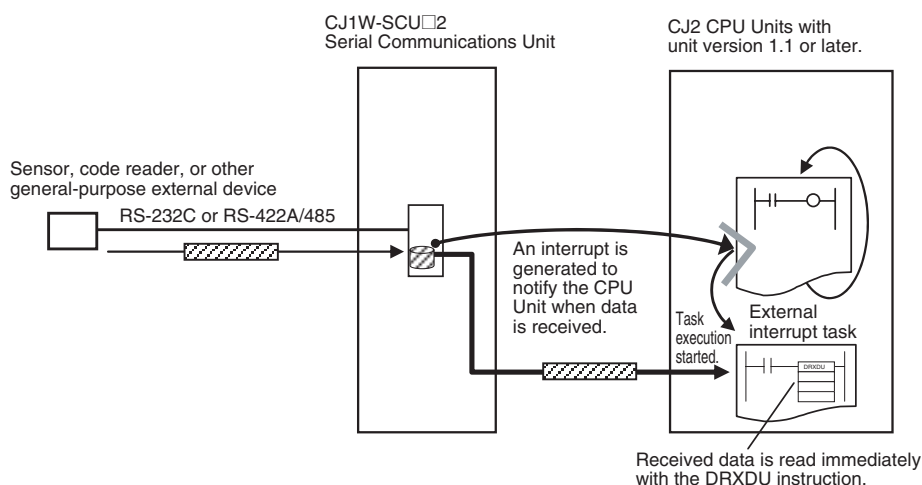 CJ1W-SCU□2
Serial Communications Unit
CJ2 CPU Units with
unit version 1.1 or later.
Sensor, code reader, or other
general-purpose external device
RS-232C or RS-422A/485
An interrupt is
generated to
notify the CPU
Unit when data
is received.
Task
execution
started.
External
interrupt task
DRXDU
Received data is read immediately
with the DRXDU instruction.